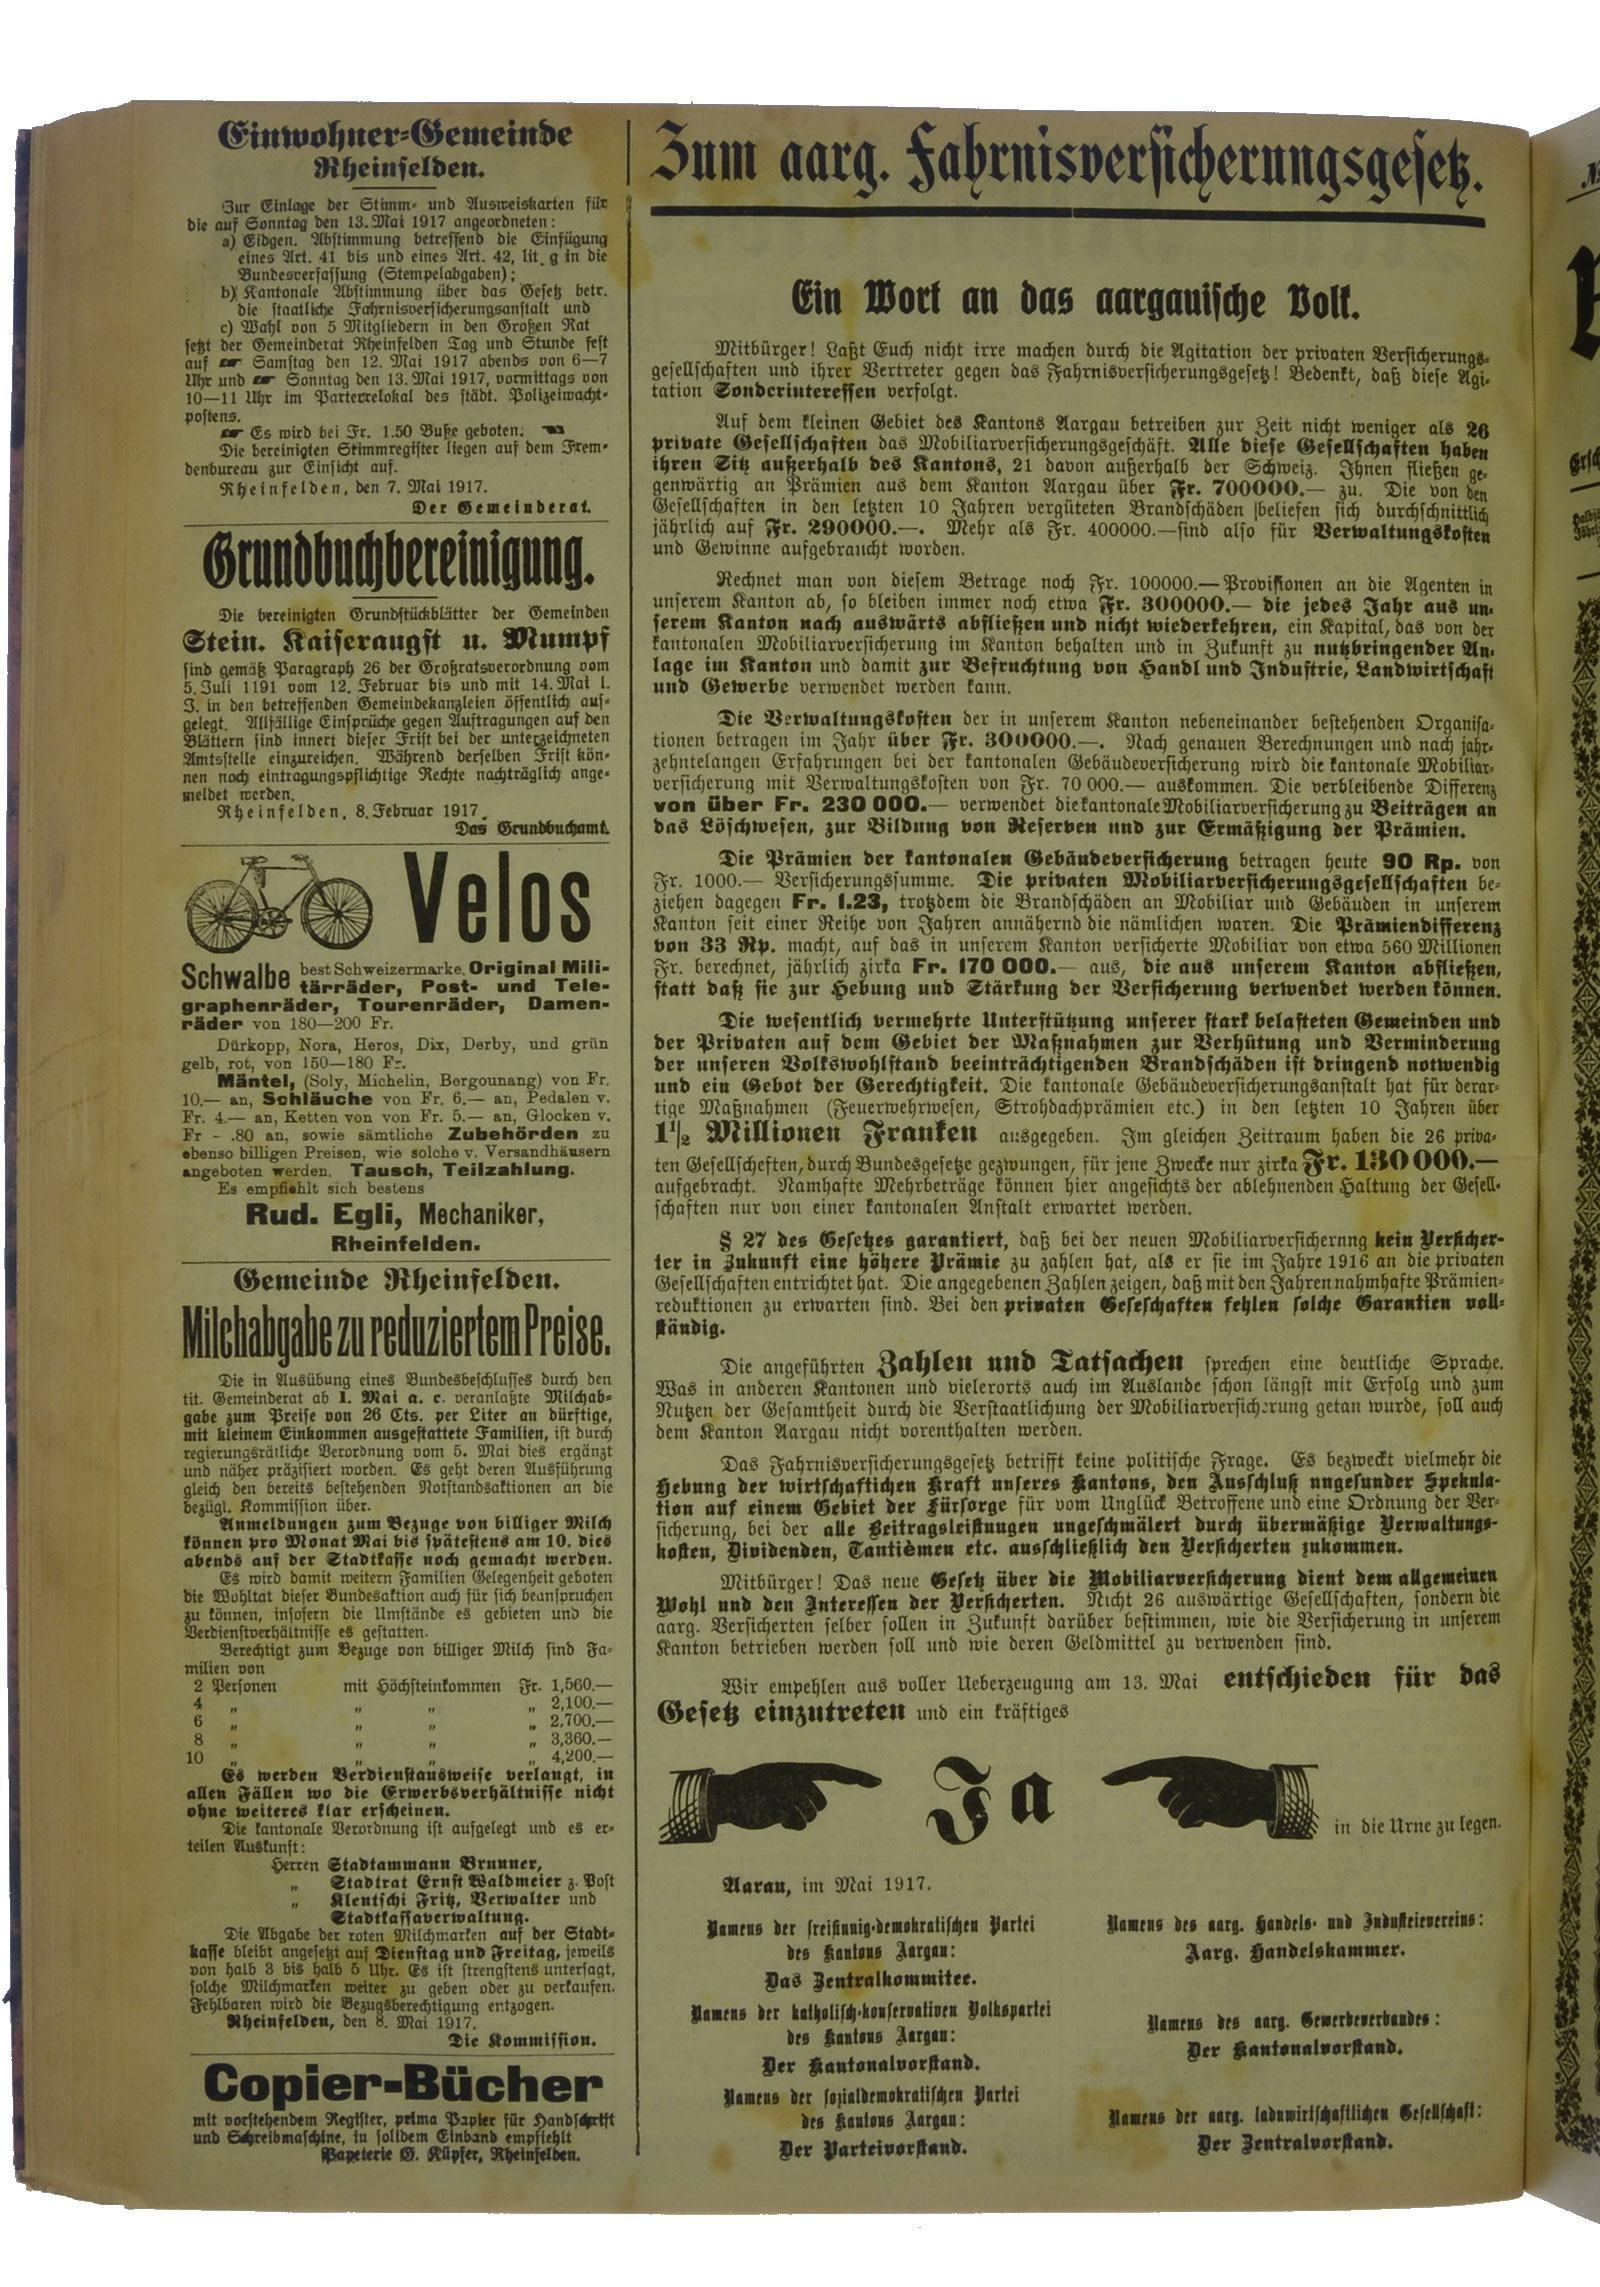 Einwohner-Gemeinde
Rheinfelden.
Zur Einlage der Stimm- und Ausweiskarten für
die auf Sonntag den 13. Mai 1917 angeordneten:
a) Eidgen. Abstimmung betreffend die Einfügung
eines Art. 41 bis und eines Art. 42, lit. g in die
Bundesverfassung (Stempelabgaben);
b) Kantonale Abstimmung über das Gesetz betr.
die staatliche Fahrnisversicherungsanstalt und
c) Wahl von 5 Mitgliedern in den Großen Rat
setzt der Gemeinderat Rheinfelden Tag und Stunde fest
auf ☛ Samstag den 12. Mai 1917 abends von 6—7
Uhr und ☛ Sonntag den 13. Mai 1917, vormittags von
10—11 Uhr im Parterrelokal des städt. Polizeiwacht-
postens.
☛ Es wird bei Fr. 1.50 Buße geboten. ☚
Die bereinigten Stimmregister liegen auf dem Frem-
denbureau zur Einsicht auf.
Rheinfelden, den 7. Mai 1917.
Der Gemeinderat.
Grundbuchbereinigung.
Die bereinigten Grundstückblätter der Gemeinden
Stein. Kaiseraugst u. Mumpf
sind gemäß Paragraph 26 der Großratsverordnung vom
5. Juli 1191 vom 12. Februar bis und mit 14. Mai l.
J. in den betreffenden Gemeindekanzleien öffentlich auf-
gelegt. Allfällige Einsprüche gegen Auftragungen auf den
Blättern sind innert dieser Frist bei der unterzeichneten
Amtsstelle einzureichen. Während derselben Frist kön-
nen noch eintragungspflichtige Rechte nachträglich ange-
meldet werden.
Rheinfelden, 8. Februar 1917.
Das Grundbuchamt.
Velos
Schwalbe best Schweizermarke. Original Mili-
tärräder, Post- und Tele-
graphenräder, Tourenräder, Damen-
räder von 180—200 Fr.
Dürkopp, Nora, Heros, Dix, Derby, und grün
gelb, rot, von 150—180 Fr.
Mäntel, (Soly, Michelin, Bergounang) von Fr.
10.— an, Schläuche von Fr. 6.— an, Pedalen v.
Fr. 4.— an, Ketten von von Fr. 5.— an, Glocken v.
Fr - .80 an, sowie sämtliche Zubehörden zu
ebenso billigen Preisen, wie solche v. Versandhäusern
angeboten werden. Tausch, Teilzahlung.
Es empfiehlt sich bestens
Rud. Egli, Mechaniker,
Rheinfelden.
Gemeinde Rheinfelden.
Milchabgabe zu reduziertem Preise.
Die in Ausübung eines Bundesbeschlusses durch den
tit. Gemeinderat ab 1. Mai a. c. veranlaßte Milchab-
gabe zum Preise von 26 Cts. per Liter an dürftige,
mit kleinem Einkommen ausgestattete Familien, ist durch
regierungsrätliche Verordnung vom 5. Mai dies ergänzt
und näher präzisiert worden. Es geht deren Ausführung
gleich den bereits bestehenden Notstandsaktionen an die
bezügl. Kommission über.
Anmeldungen zum Bezuge von billiger Milch
können pro Monat Mai bis spätestens am 10. dies
abends auf der Stadtkasse noch gemacht werden.
Es wird damit weitern Familien Gelegenheit geboten
die Wohltat dieser Bundesaktion auch für sich beanspruchen
zu können, insofern die Umstände es gebieten und die
Verdienstverhältnisse es gestatten.
Berechtigt zum Bezuge von billiger Milch sind Fa-
milien von
2 Personen mit Höchsteinkommen Fr. 1,560.—
4 „ „ „ „ 2,100.—
6 „ „ „ „ 2,700.—
8 „ „ „ „ 3,360.—
10 „ „ „ „ 4,200.—
Es werden Verdienstausweise verlangt, in
allen Fällen wo die Erwerbsverhältnisse nicht
ohne weiteres klar erscheinen.
Die kantonale Verordnung ist aufgelegt und es er-
teilen Auskunft:
Herren Stadtammann Brunner,
„ Stadtrat Ernst Waldmeier z. Post
„ Klentschi Fritz, Verwalter und
Stadtkassaverwaltung.
Die Abgabe der roten Milchmarken auf der Stadt-
kasse bleibt angesetzt auf Dienstag und Freitag, jeweils
von halb 3 bis halb 5 Uhr. Es ist strengstens untersagt,
solche Milchmarken weiter zu geben oder zu verkaufen.
Fehlbaren wird die Bezugsberechtigung entzogen.
Rheinfelden, den 8. Mai 1917.
Die Kommission.
Copier-Bücher
mit vorstehendem Register, prima Papier für Handschrift
und Schreibmaschine, in solidem Einband empfiehlt
Papeterie G. Küpfer, Rheinfelden.
Zum aarg. Fahrnisversicherungsgesetz.
Ein Wort an das aargauische Volk.
Mitbürger! Laßt Euch nicht irre machen durch die Agitation der privaten Versicherungs-
gesellschaften und ihrer Vertreter gegen das Fahrnisversicherungsgesetz! Bedenkt, daß diese Agi-
tation Sonderinteressen verfolgt.
Auf dem kleinen Gebiet des Kantons Aargau betreiben zur Zeit nicht weniger als 26
private Gesellschaften das Mobiliarversicherungsgeschäft. Alle diese Gesellschaften haben
ihren Sitz außerhalb des Kantons, 21 davon außerhalb der Schweiz. Ihnen fließen ge-
genwärtig an Prämien aus dem Kanton Aargau über Fr. 700000.— zu. Die von den
Gesellschaften in den letzten 10 Jahren vergüteten Brandschäden beliefen sich durchschnittlich
jährlich auf Fr. 290000.—. Mehr als Fr. 400000.—sind also für Verwaltungskosten
und Gewinne aufgebraucht worden.
Rechnet man von diesem Betrage noch Fr. 100000.— Provisionen an die Agenten in
unserem Kanton ab, so bleiben immer noch etwa Fr. 300000.— die jedes Jahr aus un-
serem Kanton nach auswärts abfließen und nicht wiederkehren, ein Kapital, das von der
kantonalen Mobiliarversicherung im Kanton behalten und in Zukunft zu nutzbringender An-
lage im Kanton und damit zur Befruchtung von Handl und Industrie, Landwirtschaft
und Gewerbe verwendet werden kann.
Die Verwaltungskosten der in unserem Kanton nebeneinander bestehenden Organisa-
tionen betragen im Jahr über Fr. 300000.—. Nach genauen Berechnungen und nach jahr-
zehntelangen Erfahrungen bei der kantonalen Gebäudeversicherung wird die kantonale Mobiliar-
versicherung mit Verwaltungskosten von Fr. 70 000.— auskommen. Die verbleibende Differenz
von über Fr. 230 000.— verwendet die kantonale Mobiliarversicherung zu Beiträgen an
das Löschwesen, zur Bildung von Reserven und zur Ermäßigung der Prämien.
Die Prämien der kantonalen Gebäudeversicherung betragen heute 90 Rp. von
Fr. 1000.— Versicherungssumme. Die privaten Mobiliarversicherungsgesellschaften be-
ziehen dagegen Fr. 1.23, trotzdem die Brandschäden an Mobiliar und Gebäuden in unserem
Kanton seit einer Reihe von Jahren annähernd die nämlichen waren. Die Prämiendifferenz
von 33 Rp. macht, auf das in unserem Kanton versicherte Mobiliar von etwa 560 Millionen
Fr. berechnet, jährlich zirka Fr. 170 000.— aus, die aus unserem Kanton abfließen,
statt daß sie zur Hebung und Stärkung der Versicherung verwendet werden können.
Die wesentlich vermehrte Unterstützung unserer stark belasteten Gemeinden und
der Privaten auf dem Gebiet der Maßnahmen zur Verhütung und Verminderung
der unseren Volkswohlstand beeinträchtigenden Brandschäden ist dringend notwendig
und ein Gebot der Gerechtigkeit. Die kantonale Gebäudeversicherungsanstalt hat für derar-
tige Maßnahmen (Feuerwehrwesen, Strohdachprämien etc.) in den letzten 10 Jahren über
1½ Millionen Franken ausgegeben. Im gleichen Zeitraum haben die 26 priva-
ten Gesellscheften, durch Bundesgesetze gezwungen, für jene Zwecke nur zirka Fr. 130 000.—
aufgebracht. Namhafte Mehrbeträge können hier angesichts der ablehnenden Haltung der Gesell-
schaften nur von einer kantonalen Anstalt erwartet werden.
§ 27 des Gesetzes garantiert, daß bei der neuen Mobiliarversichernng kein Versicher-
ter in Zukunft eine höhere Prämie zu zahlen hat, als er sie im Jahre 1916 an die privaten
Gesellschaften entrichtet hat. Die angegebenen Zahlen zeigen, daß mit den Jahren nahmhafte Prämien-
reduktionen zu erwarten sind. Bei den privaten Geseschaften fehlen solche Garantien voll-
ständig.
Die angeführten Zahlen und Tatsachen sprechen eine deutliche Sprache.
Was in anderen Kantonen und vielerorts auch im Auslande schon längst mit Erfolg und zum
Nutzen der Gesamtheit durch die Verstaatlichung der Mobiliarversicherung getan wurde, soll auch
dem Kanton Aargau nicht vorenthalten werden.
Das Fahrnisversicherungsgesetz betrifft keine politische Frage. Es bezweckt vielmehr die
Hebung der wirtschaftichen Kraft unseres Kantons, den Ausschluß ungesunder Spekula-
tion auf einem Gebiet der Fürsorge für vom Unglück Betroffene und eine Ordnung der Ver-
sicherung, bei der alle Beitragsleistungen ungeschmälert durch übermäßige Verwaltungs-
kosten, Dividenden, Tantièmen etc. ausschließlich den Versicherten zukommen.
Mitbürger! Das neue Gesetz über die Mobiliarversicherung dient dem allgemeinen
Wohl und den Interessen der Versicherten. Nicht 26 auswärtige Gesellschaften, sondern die
aarg. Versicherten selber sollen in Zukunft darüber bestimmen, wie die Versicherung in unserem
Kanton betrieben werden soll und wie deren Geldmittel zu verwenden sind.
Wir empehlen aus voller Ueberzeugung am 13. Mai entschieden für das
Gesetz einzutreten und ein kräftiges
Ja
in die Urne zu legen.
Aarau, im Mai 1917.
Namens der freisinnig-demokratischen Partei
des Kantons Aargau:
Das Zentralkommitee.
Namens der katholisch-konservativen Volkspartei
des Kantons Aargau:
Der Kantonalvorstand.
Namens der sozialdemokratischen Partei
des Kantons Aargau:
Der Parteivorstand.
Namens des aarg. Handels- und Industrievereins:
Aarg. Handelskammer.
Namens des aarg. Gewerbeverbandes:
Der Kantonalvorstand.
Namens der aarg. ladnwirtschaftlichen Gesellschaft:
Der Zentralvorstand.